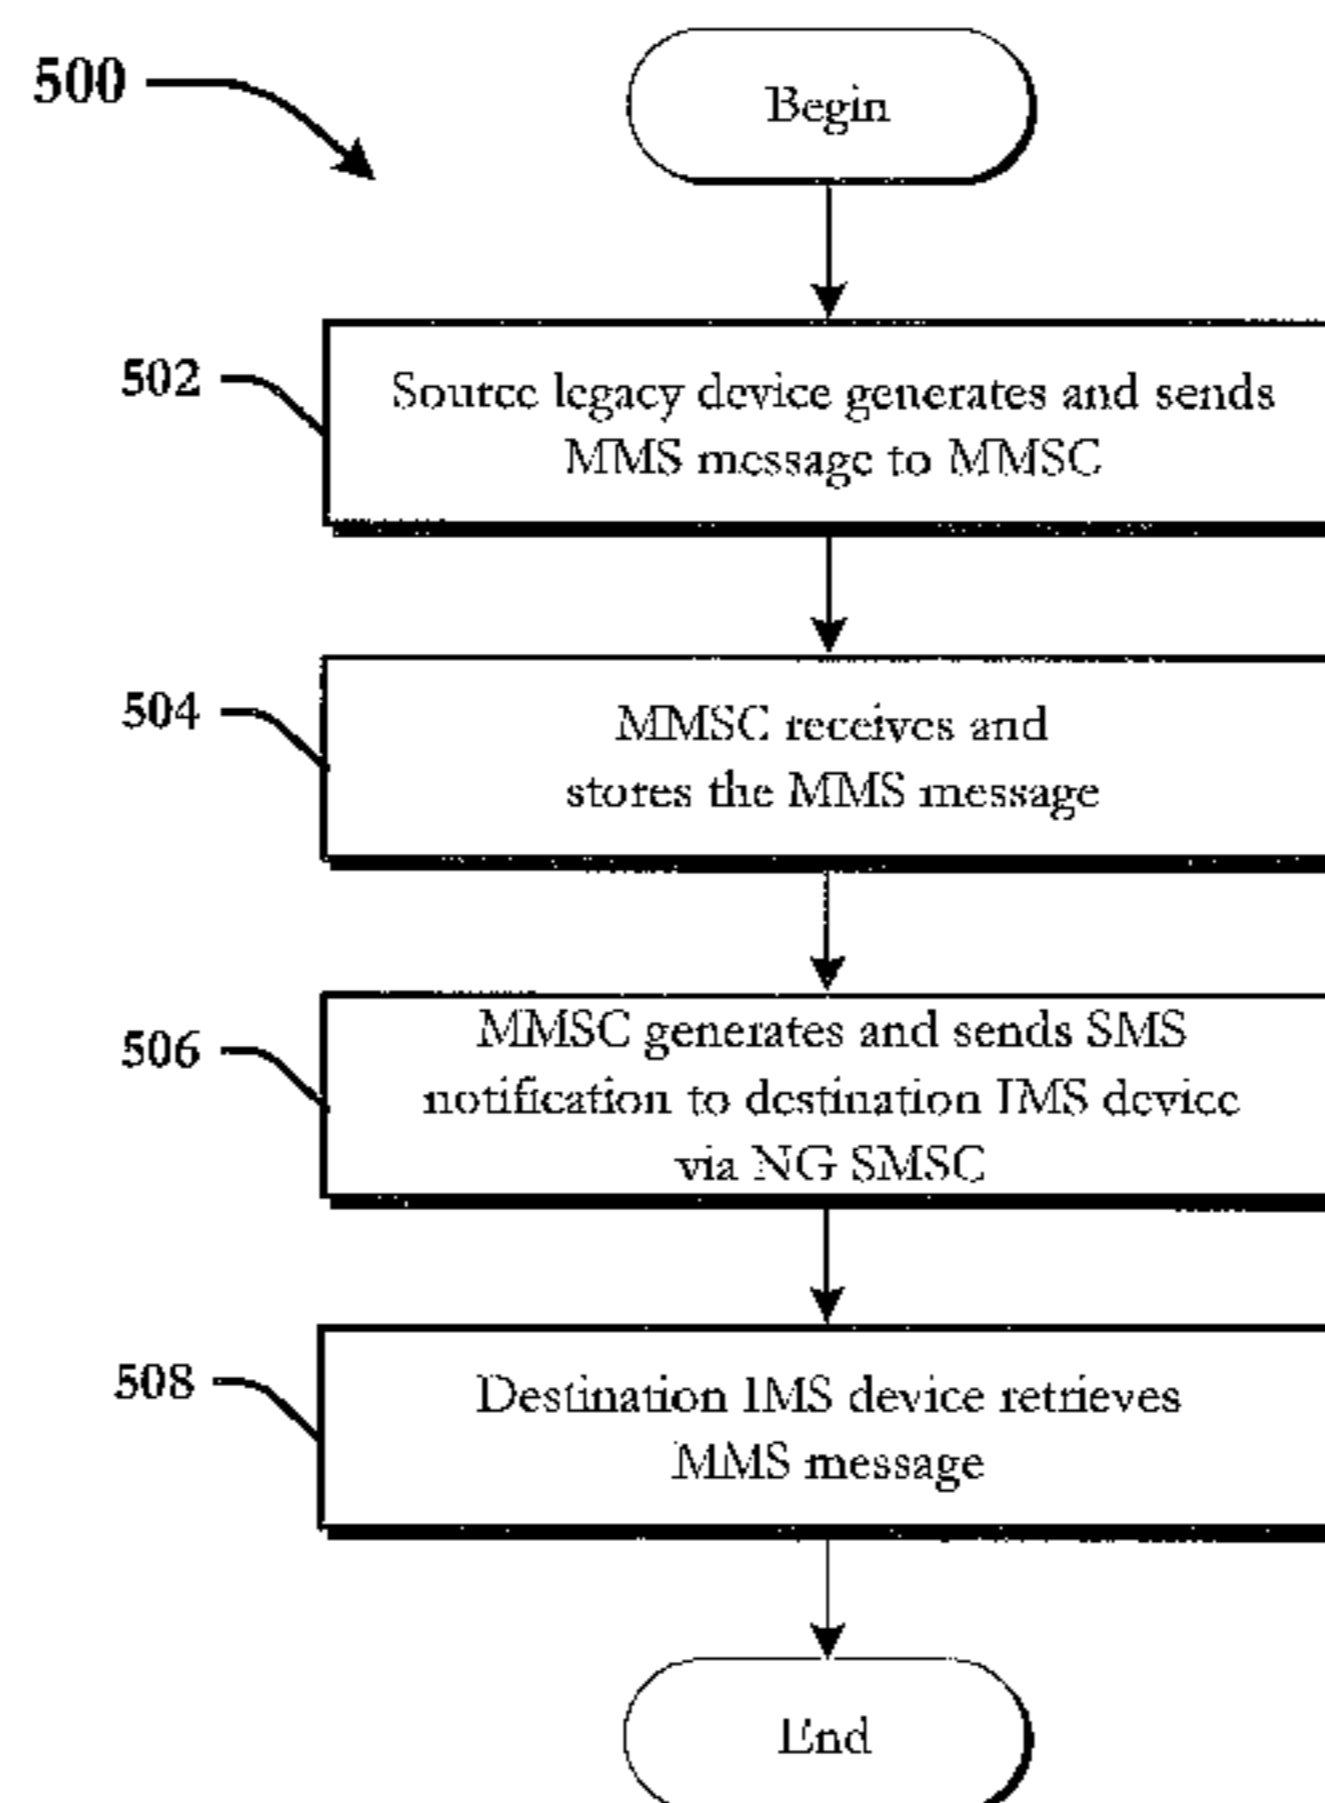 500
Begin
502
Source legacy device generates and sends
MMS message to MMSC
504
MMSC receives and
stores the MMS message
506
MMSC generates and sends SMS
notification to destination IMS device
via NG SMSC
508
Destination IMS device retrieves
MMS message
End